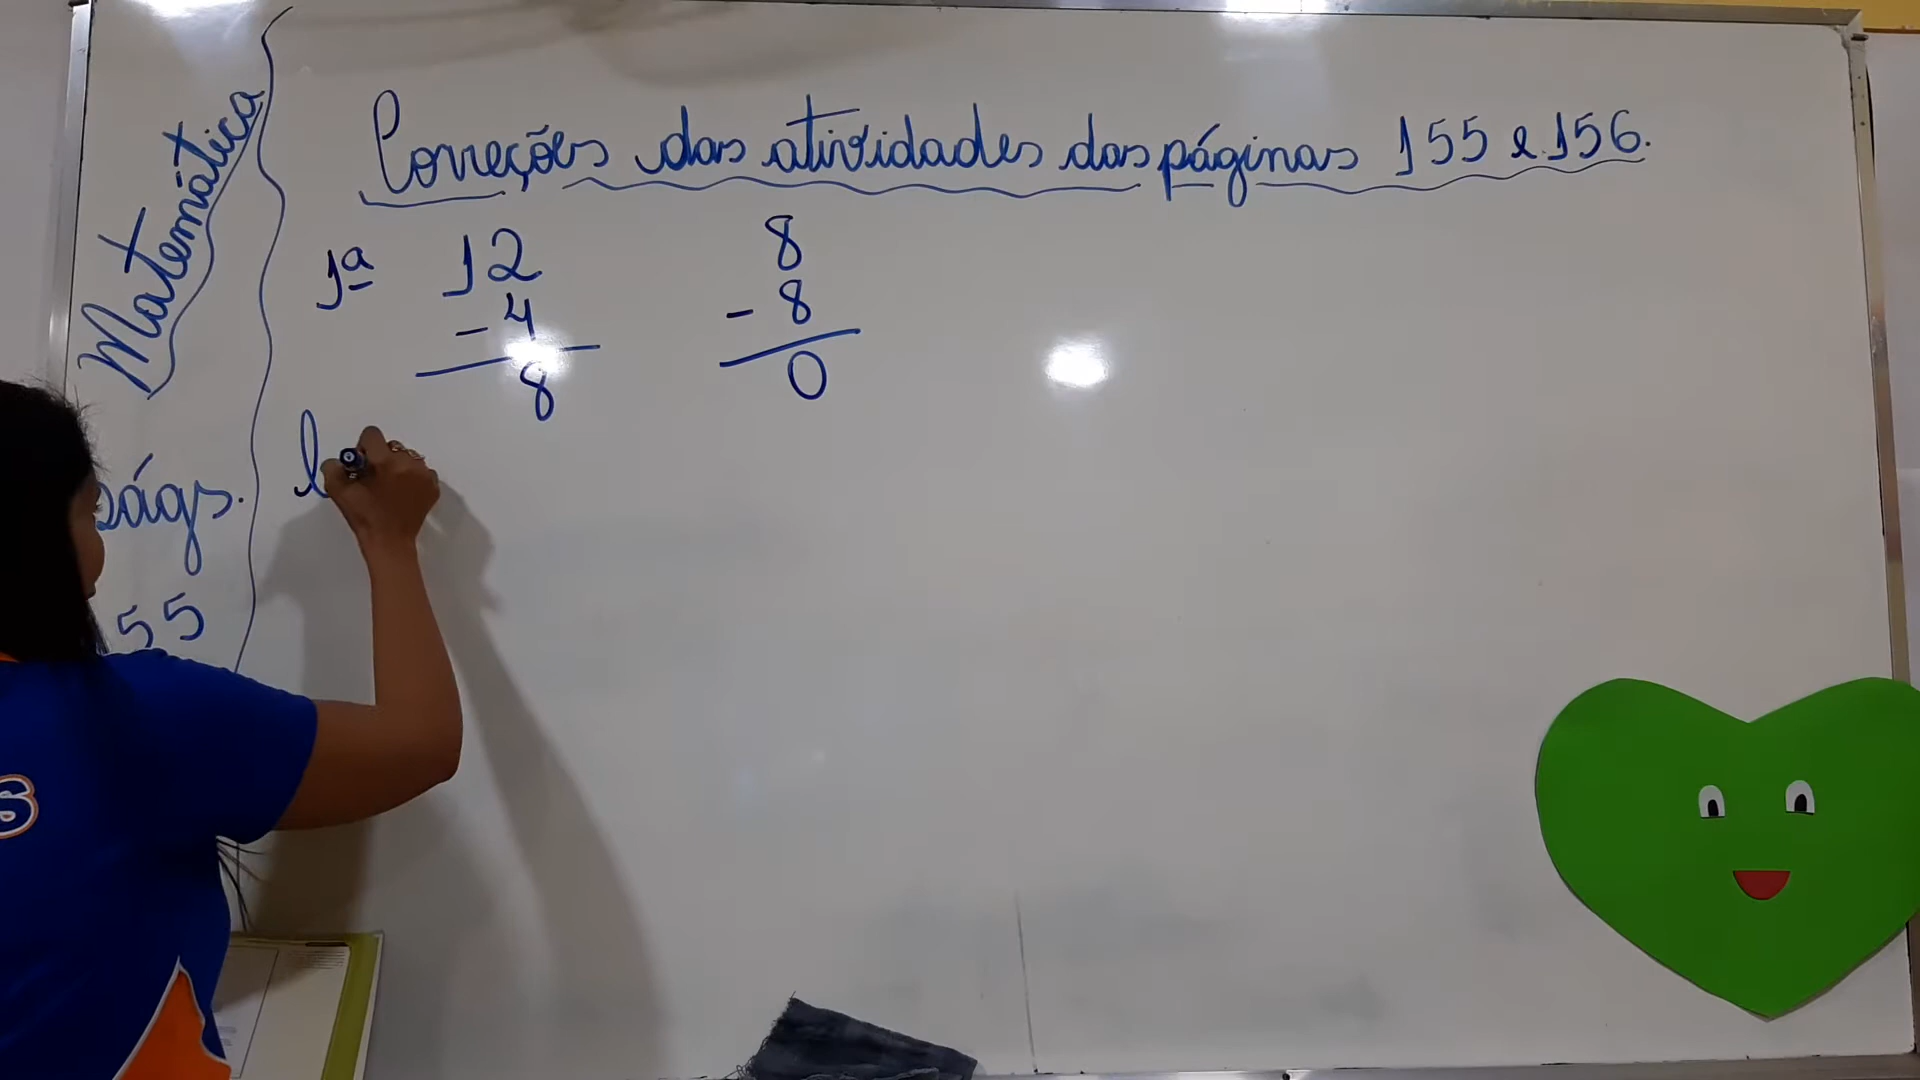 Matemática
págs.
55
Correções das atividades das páginas 155 e 156.
1ª
12
- 4
8
8
- 8
0